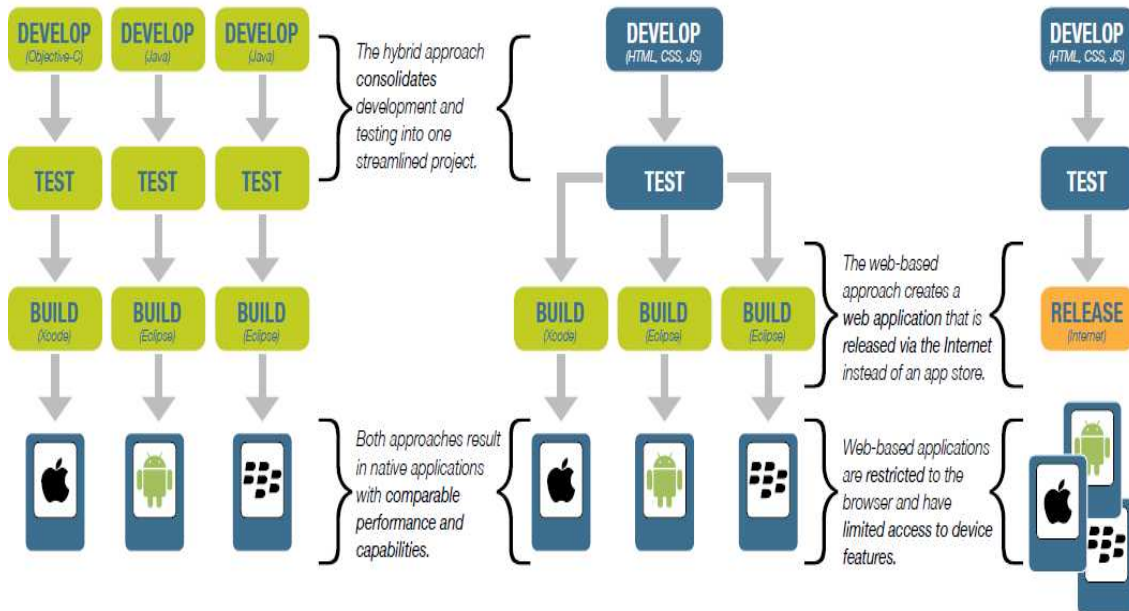 DEVELOP DEVELOP DEVELOP
(Objective-C) (Java) (Java)
TEST TEST TEST
BUILD BUILD BUILD
(Xcode) (Eclipse) (Eclipse)
The hybrid approach
consolidates
development and
testing into one
streamlined project.
Both approaches result
in native applications
with comparable
performance and
capabilities.
DEVELOP
(HTML, CSS, JS)
TEST
BUILD BUILD BUILD
(Xcode) (Eclipse) (Eclipse)
The web-based
approach creates a
web application that is
released via the Internet
instead of an app store.
Web-based applications
are restricted to the
browser and have
limited access to device
features.
DEVELOP
(HTML, CSS, JS)
TEST
RELEASE
(Internet)